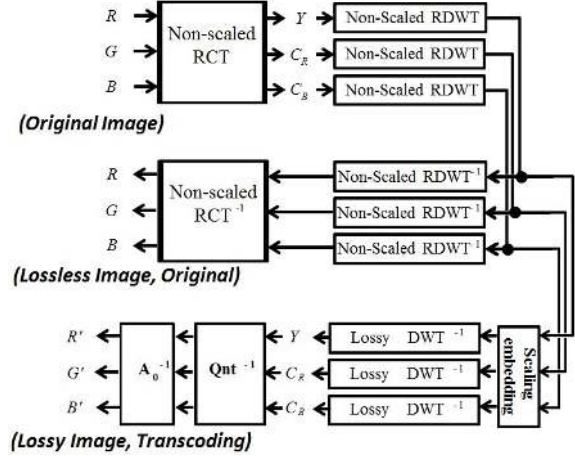 R Non-scaled RCT Y Non-Scaled RDWT
G C_R Non-Scaled RDWT
B C_B Non-Scaled RDWT
(Original Image)
R Non-scaled RCT -1 Non-Scaled RDWT -1
G Non-Scaled RDWT -1
B Non-Scaled RDWT -1
(Lossless Image, Original)
R' A_0 -1 Qnt -1 Y Lossy DWT -1 Scaling embedding
G' C_R Lossy DWT -1
B' C_B Lossy DWT -1
(Lossy Image, Transcoding)